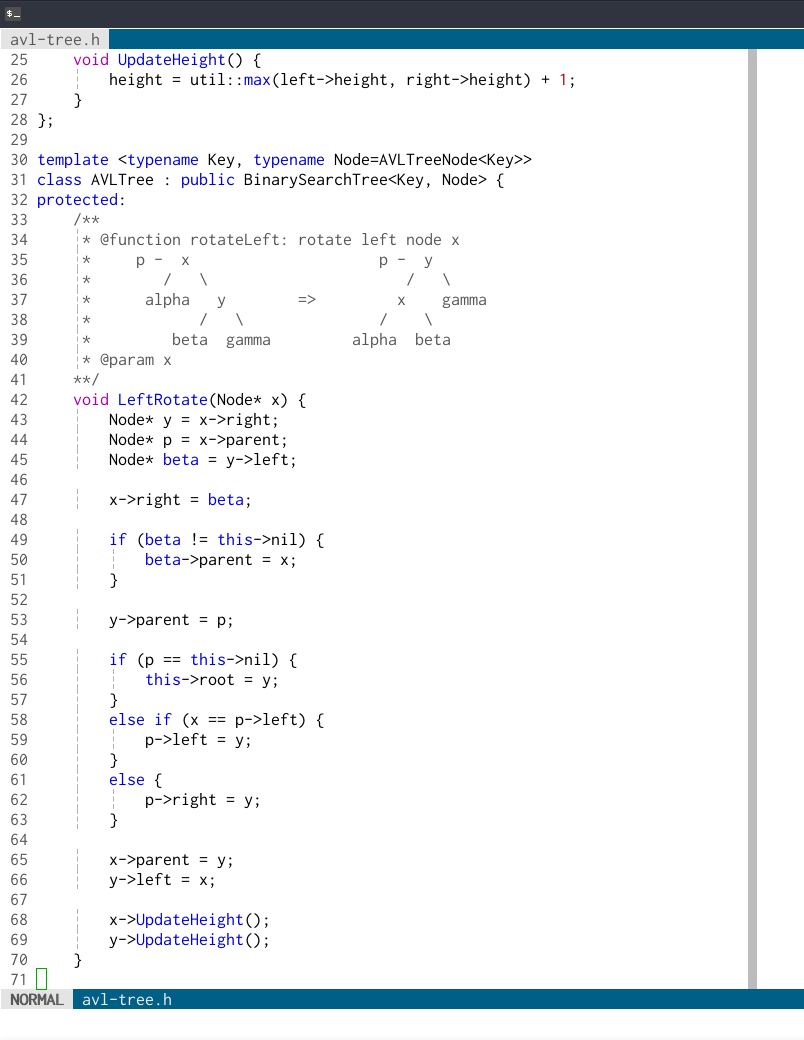 $_
avl-tree.h
25     void UpdateHeight() {
26         height = util::max(left->height, right->height) + 1;
27     }
28 };
29
30 template <typename Key, typename Node=AVLTreeNode<Key>>
31 class AVLTree : public BinarySearchTree<Key, Node> {
32 protected:
33     /**
34     * @function rotateLeft: rotate left node x
35     *     p -  x                     p -  y
36     *        /   \                      /   \
37     *      alpha   y        =>         x    gamma
38     *            /   \               /    \
39     *         beta  gamma         alpha  beta
40     * @param x
41     **/
42     void LeftRotate(Node* x) {
43         Node* y = x->right;
44         Node* p = x->parent;
45         Node* beta = y->left;
46
47         x->right = beta;
48
49         if (beta != this->nil) {
50             beta->parent = x;
51         }
52
53         y->parent = p;
54
55         if (p == this->nil) {
56             this->root = y;
57         }
58         else if (x == p->left) {
59             p->left = y;
60         }
61         else {
62             p->right = y;
63         }
64
65         x->parent = y;
66         y->left = x;
67
68         x->UpdateHeight();
69         y->UpdateHeight();
70     }
71
NORMAL  avl-tree.h